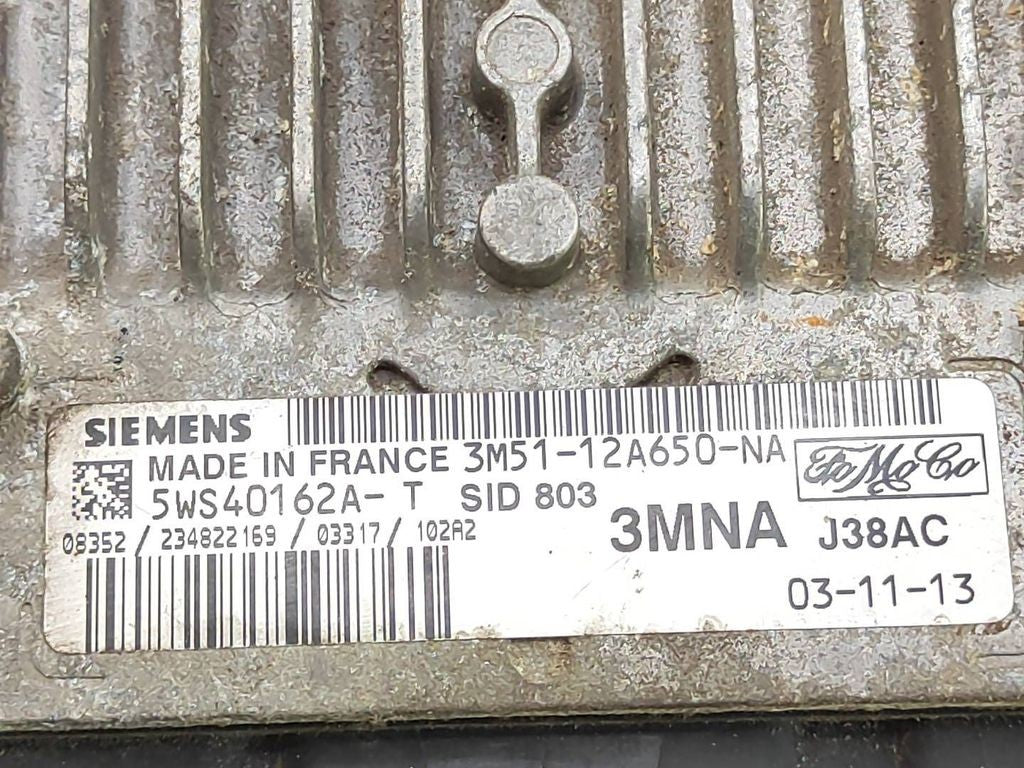 SIEMENS
MADE IN FRANCE 3M51-12A650-NA FoMoCo
5WS40162A-T SID 803
3MNA J38AC
08352 / 234822169 / 03317 / 102A2
03-11-13